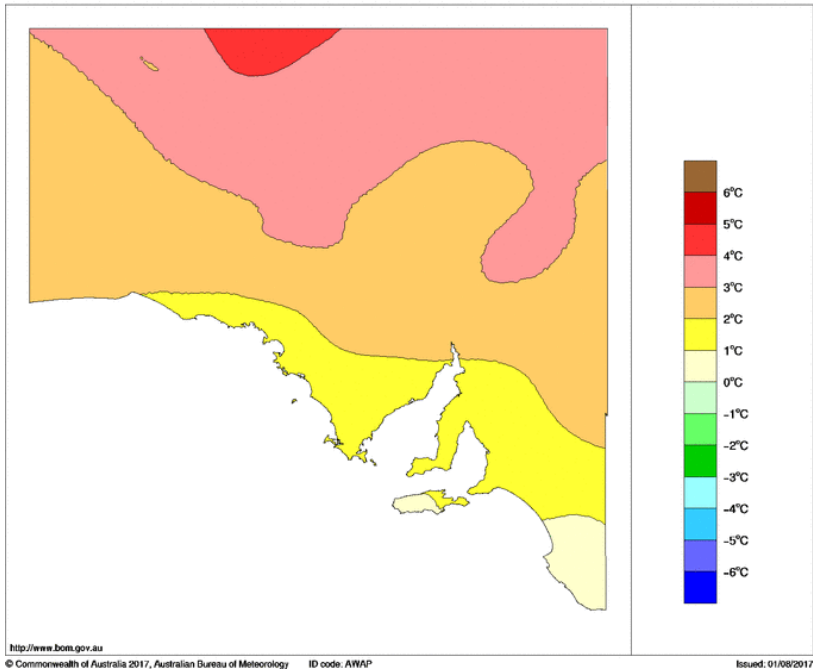 6°C
5°C
4°C
3°C
2°C
1°C
0°C
-1°C
-2°C
-3°C
-4°C
-5°C
-6°C
http://www.bom.gov.au
© Commonwealth of Australia 2017, Australian Bureau of Meteorology ID code: AWAP Issued: 01/08/2017